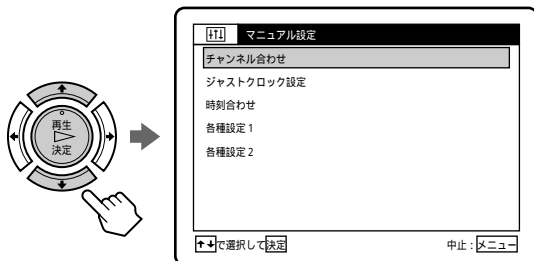 再生
決定
マニュアル設定
チャンネル合わせ
ジャストクロック設定
時刻合わせ
各種設定1
各種設定2
↑↓で選択して決定
中止:メニュー